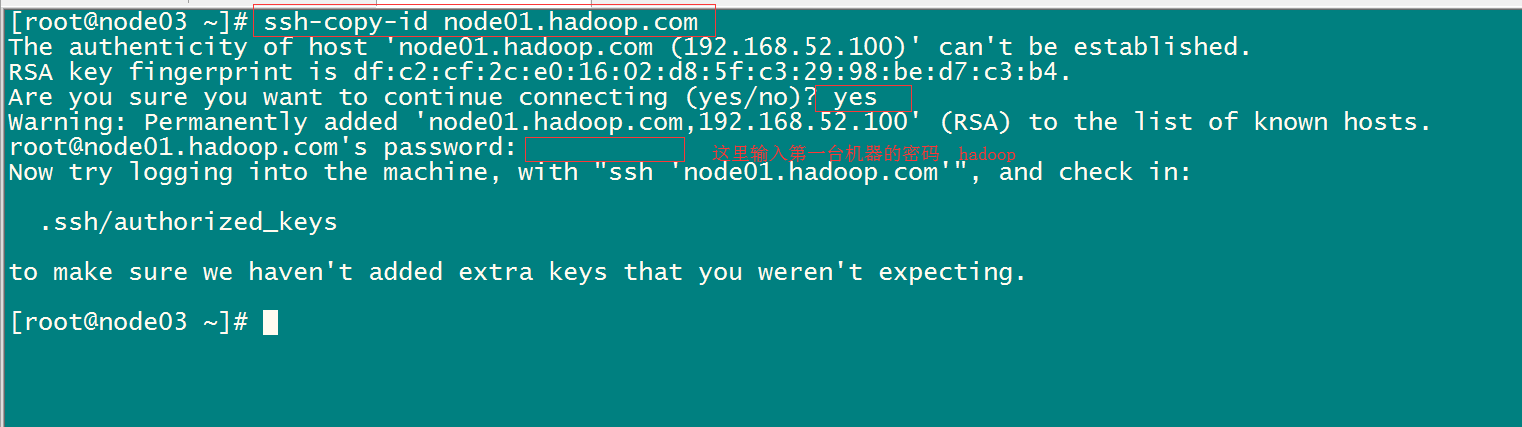 [root@node03 ~]# ssh-copy-id node01.hadoop.com
The authenticity of host 'node01.hadoop.com (192.168.52.100)' can't be established.
RSA key fingerprint is df:c2:cf:2c:e0:16:02:d8:5f:c3:29:98:be:d7:c3:b4.
Are you sure you want to continue connecting (yes/no)? yes
Warning: Permanently added 'node01.hadoop.com,192.168.52.100' (RSA) to the list of known hosts.
root@node01.hadoop.com's password: 这里输入第一台机器的密码 hadoop
Now try logging into the machine, with "ssh 'node01.hadoop.com'", and check in:
.ssh/authorized_keys
to make sure we haven't added extra keys that you weren't expecting.
[root@node03 ~]#